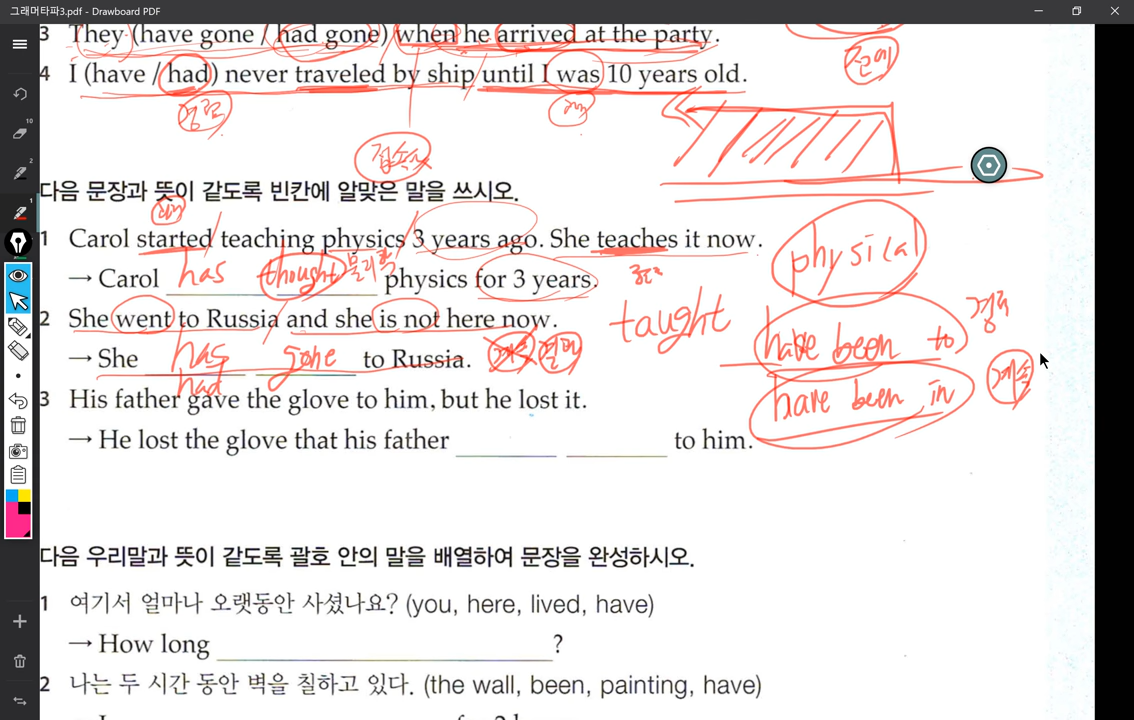 그래머타파3.pdf - Drawboard PDF
3 They (have gone / had gone) when he arrived at the party.
4 I (have / had) never traveled by ship until I was 10 years old.
다음 문장과 뜻이 같도록 빈칸에 알맞은 말을 쓰시오.
1 Carol started teaching physics 3 years ago. She teaches it now.
physical
→ Carol has thought 물리학 physics for 3 years.
taught
2 She went to Russia and she is not here now.
have been to
→ She has gone to Russia.
had
have been in 계속
3 His father gave the glove to him, but he lost it.
→ He lost the glove that his father to him.
다음 우리말과 뜻이 같도록 괄호 안의 말을 배열하여 문장을 완성하시오.
1 여기서 얼마나 오랫동안 사셨나요? (you, here, lived, have)
→ How long ?
2 나는 두 시간 동안 벽을 칠하고 있다. (the wall, been, painting, have)